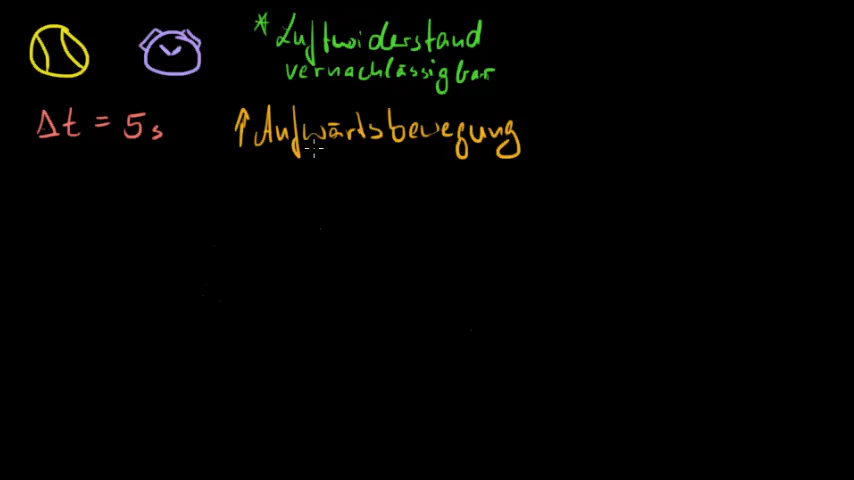 * Luftwiderstand
vernachlässigbar
Δt = 5s
↑ Aufwärtsbewegung